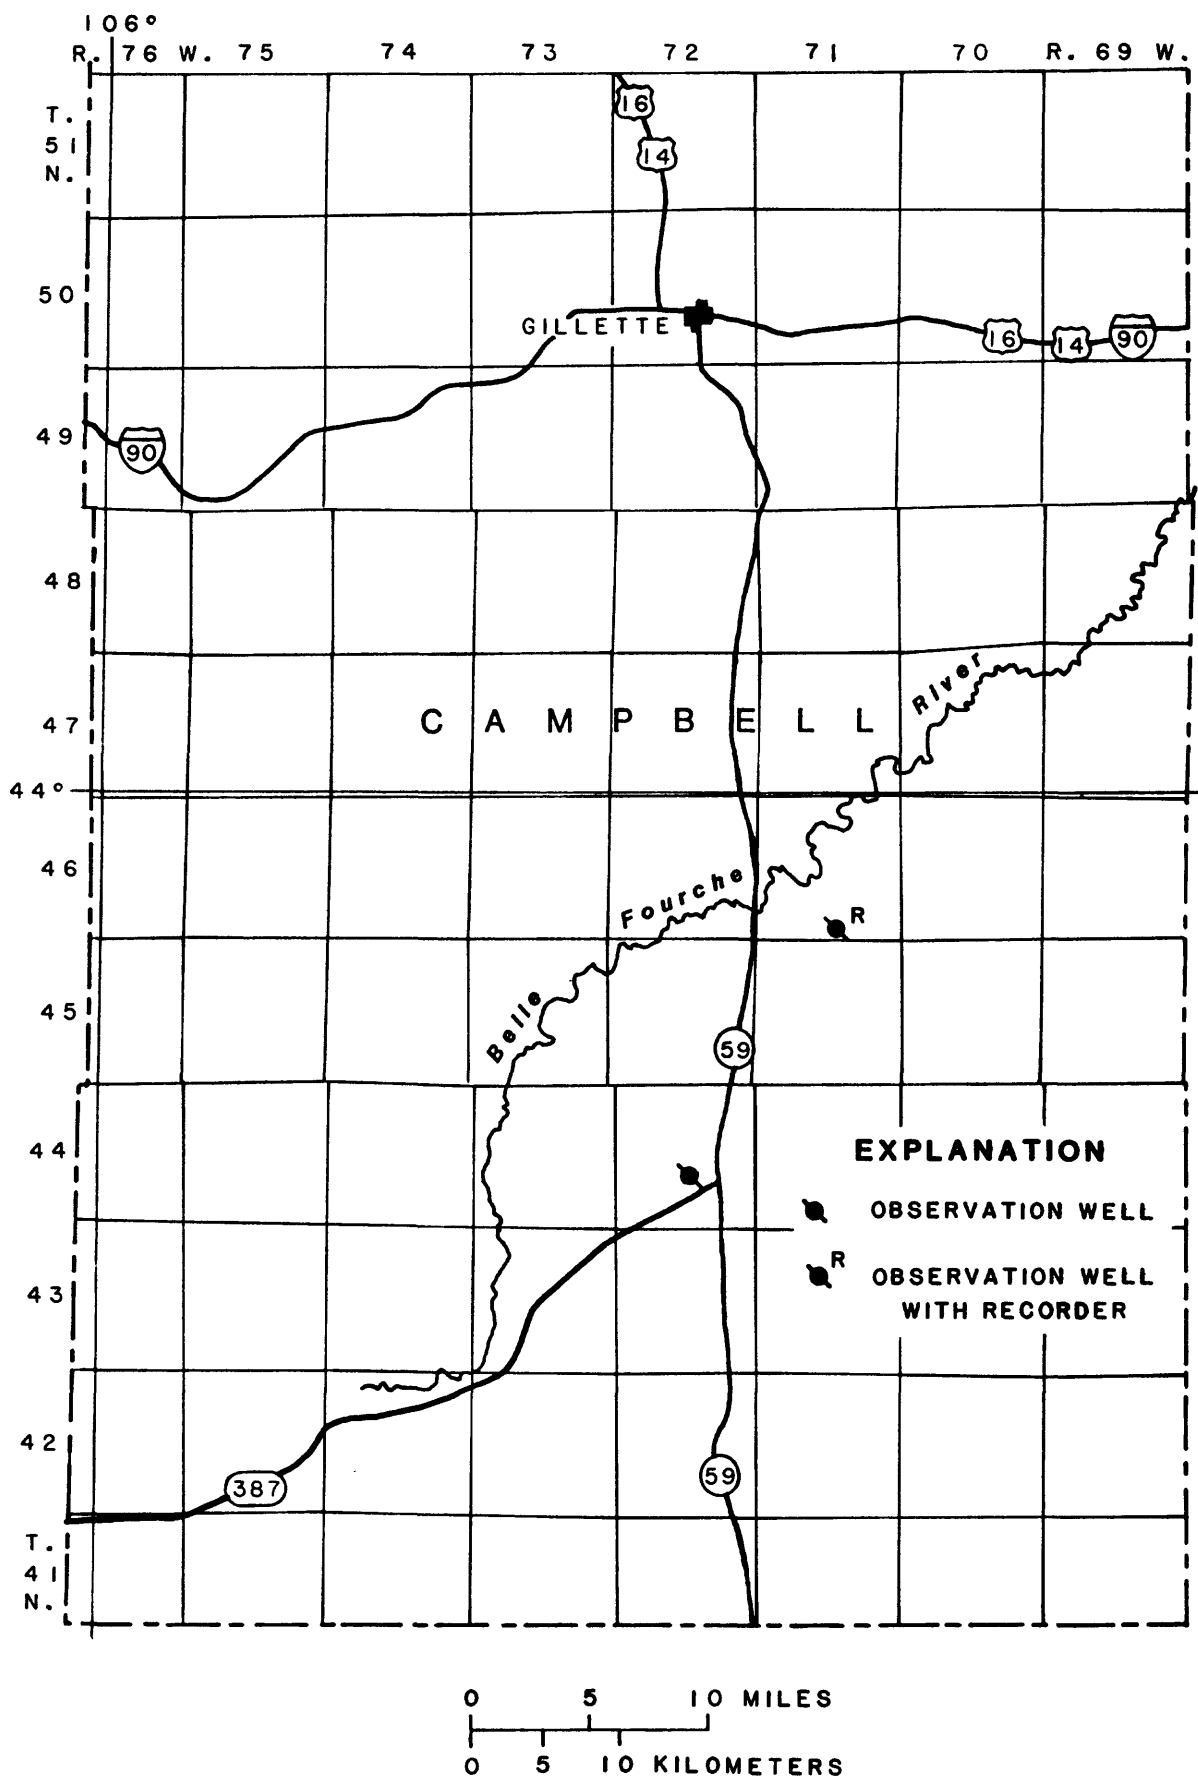 106°
R. 76 W. 75 74 73 72 71 70 R. 69 W.
T.
51
N.
16
14
50
GILLETTE
16 14 90
49
90
48
River
47
CAMPBELL
44°
46
Fourche
R
45
Belle
59
44
EXPLANATION
OBSERVATION WELL
R
OBSERVATION WELL
WITH RECORDER
43
42
387
59
T.
41
N.
0 5 10 MILES
0 5 10 KILOMETERS